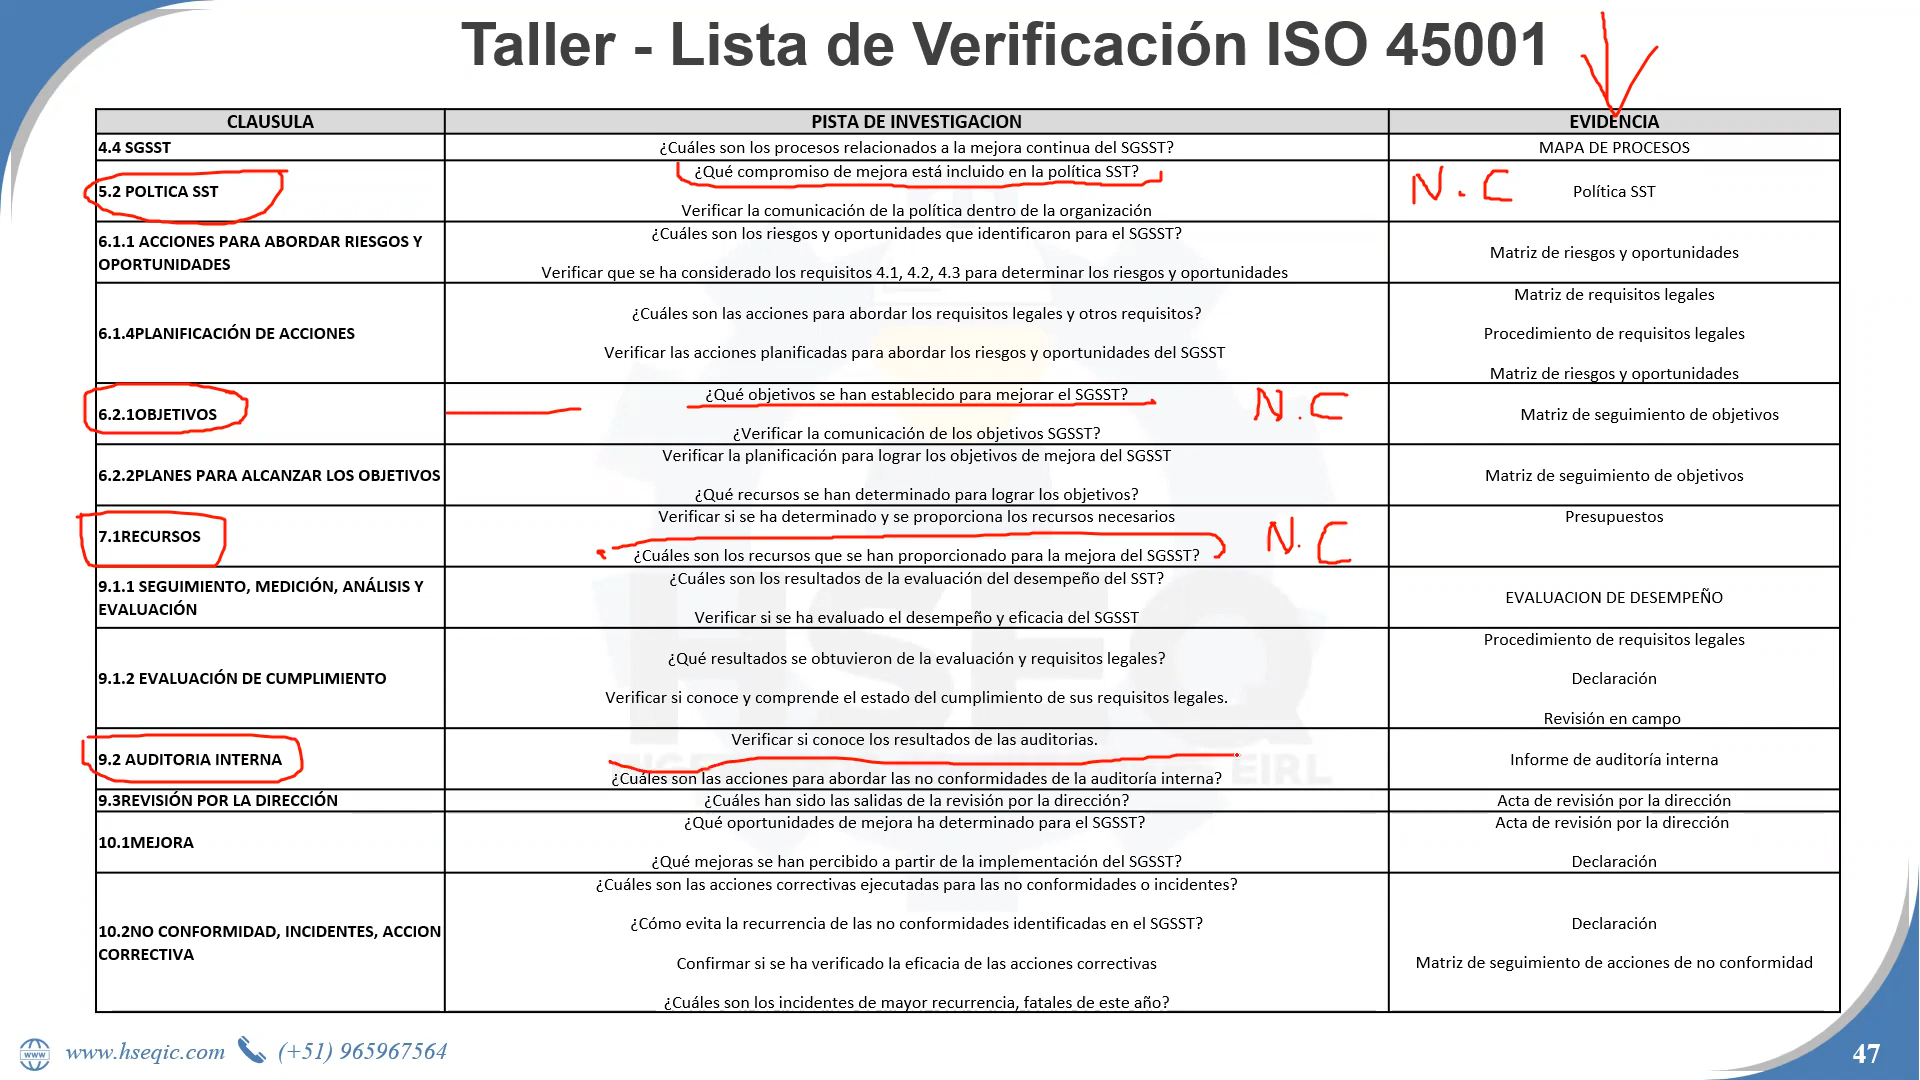 Taller - Lista de Verificación ISO 45001
CLAUSULA PISTA DE INVESTIGACION EVIDENCIA
4.4 SGSST ¿Cuáles son los procesos relacionados a la mejora continua del SGSST? MAPA DE PROCESOS
5.2 POLTICA SST
¿Qué compromiso de mejora está incluido en la política SST?
Verificar la comunicación de la política dentro de la organización
N.C Política SST
6.1.1 ACCIONES PARA ABORDAR RIESGOS Y
OPORTUNIDADES
¿Cuáles son los riesgos y oportunidades que identificaron para el SGSST?
Verificar que se ha considerado los requisitos 4.1, 4.2, 4.3 para determinar los riesgos y oportunidades
Matriz de riesgos y oportunidades
6.1.4PLANIFICACIÓN DE ACCIONES
¿Cuáles son las acciones para abordar los requisitos legales y otros requisitos?
Verificar las acciones planificadas para abordar los riesgos y oportunidades del SGSST
Matriz de requisitos legales
Procedimiento de requisitos legales
Matriz de riesgos y oportunidades
6.2.1OBJETIVOS
¿Qué objetivos se han establecido para mejorar el SGSST?
¿Verificar la comunicación de los objetivos SGSST?
N.C
Matriz de seguimiento de objetivos
6.2.2PLANES PARA ALCANZAR LOS OBJETIVOS
Verificar la planificación para lograr los objetivos de mejora del SGSST
¿Qué recursos se han determinado para lograr los objetivos?
Matriz de seguimiento de objetivos
7.1RECURSOS
Verificar si se ha determinado y se proporciona los recursos necesarios
¿Cuáles son los recursos que se han proporcionado para la mejora del SGSST?
N.C
Presupuestos
9.1.1 SEGUIMIENTO, MEDICIÓN, ANÁLISIS Y
EVALUACIÓN
¿Cuáles son los resultados de la evaluación del desempeño del SST?
Verificar si se ha evaluado el desempeño y eficacia del SGSST
EVALUACION DE DESEMPEÑO
9.1.2 EVALUACIÓN DE CUMPLIMIENTO
¿Qué resultados se obtuvieron de la evaluación y requisitos legales?
Verificar si conoce y comprende el estado del cumplimiento de sus requisitos legales.
Procedimiento de requisitos legales
Declaración
Revisión en campo
9.2 AUDITORIA INTERNA
Verificar si conoce los resultados de las auditorias.
¿Cuáles son las acciones para abordar las no conformidades de la auditoría interna?
Informe de auditoría interna
9.3REVISIÓN POR LA DIRECCIÓN ¿Cuáles han sido las salidas de la revisión por la dirección? Acta de revisión por la dirección
10.1MEJORA
¿Qué oportunidades de mejora ha determinado para el SGSST?
¿Qué mejoras se han percibido a partir de la implementación del SGSST?
Acta de revisión por la dirección
Declaración
10.2NO CONFORMIDAD, INCIDENTES, ACCION
CORRECTIVA
¿Cuáles son las acciones correctivas ejecutadas para las no conformidades o incidentes?
¿Cómo evita la recurrencia de las no conformidades identificadas en el SGSST?
Confirmar si se ha verificado la eficacia de las acciones correctivas
¿Cuáles son los incidentes de mayor recurrencia, fatales de este año?
Declaración
Matriz de seguimiento de acciones de no conformidad
HSEQ
EIRL
www
www.hseqic.com (+51) 965967564
47